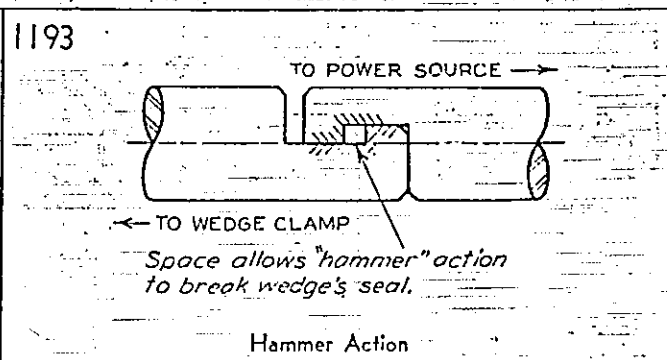 1193
TO POWER SOURCE
TO WEDGE CLAMP
Space allows "hammer" action
to break wedge's seal.
Hammer Action